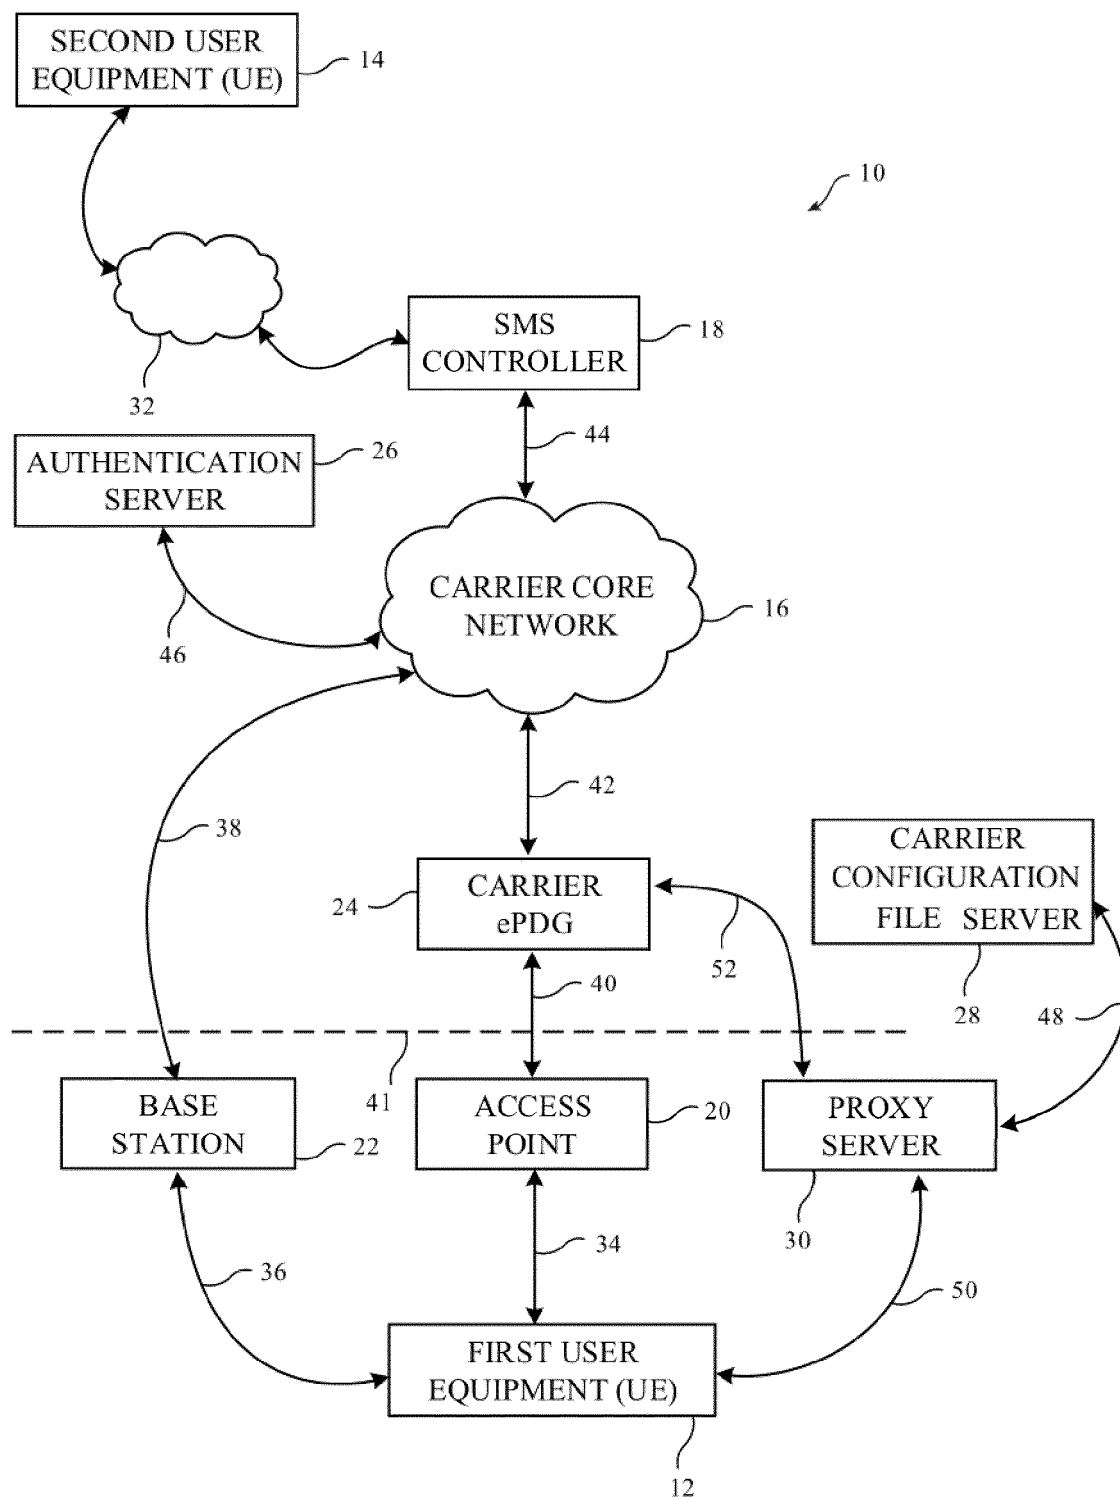 SECOND USER
EQUIPMENT (UE)
14
10
32
SMS
CONTROLLER
18
44
AUTHENTICATION
SERVER
26
46
CARRIER CORE
NETWORK
16
38
42
CARRIER
ePDG
24
52
CARRIER
CONFIGURATION
FILE SERVER
28
48
40
41
BASE
STATION
22
ACCESS
POINT
20
PROXY
SERVER
30
36
34
50
FIRST USER
EQUIPMENT (UE)
12